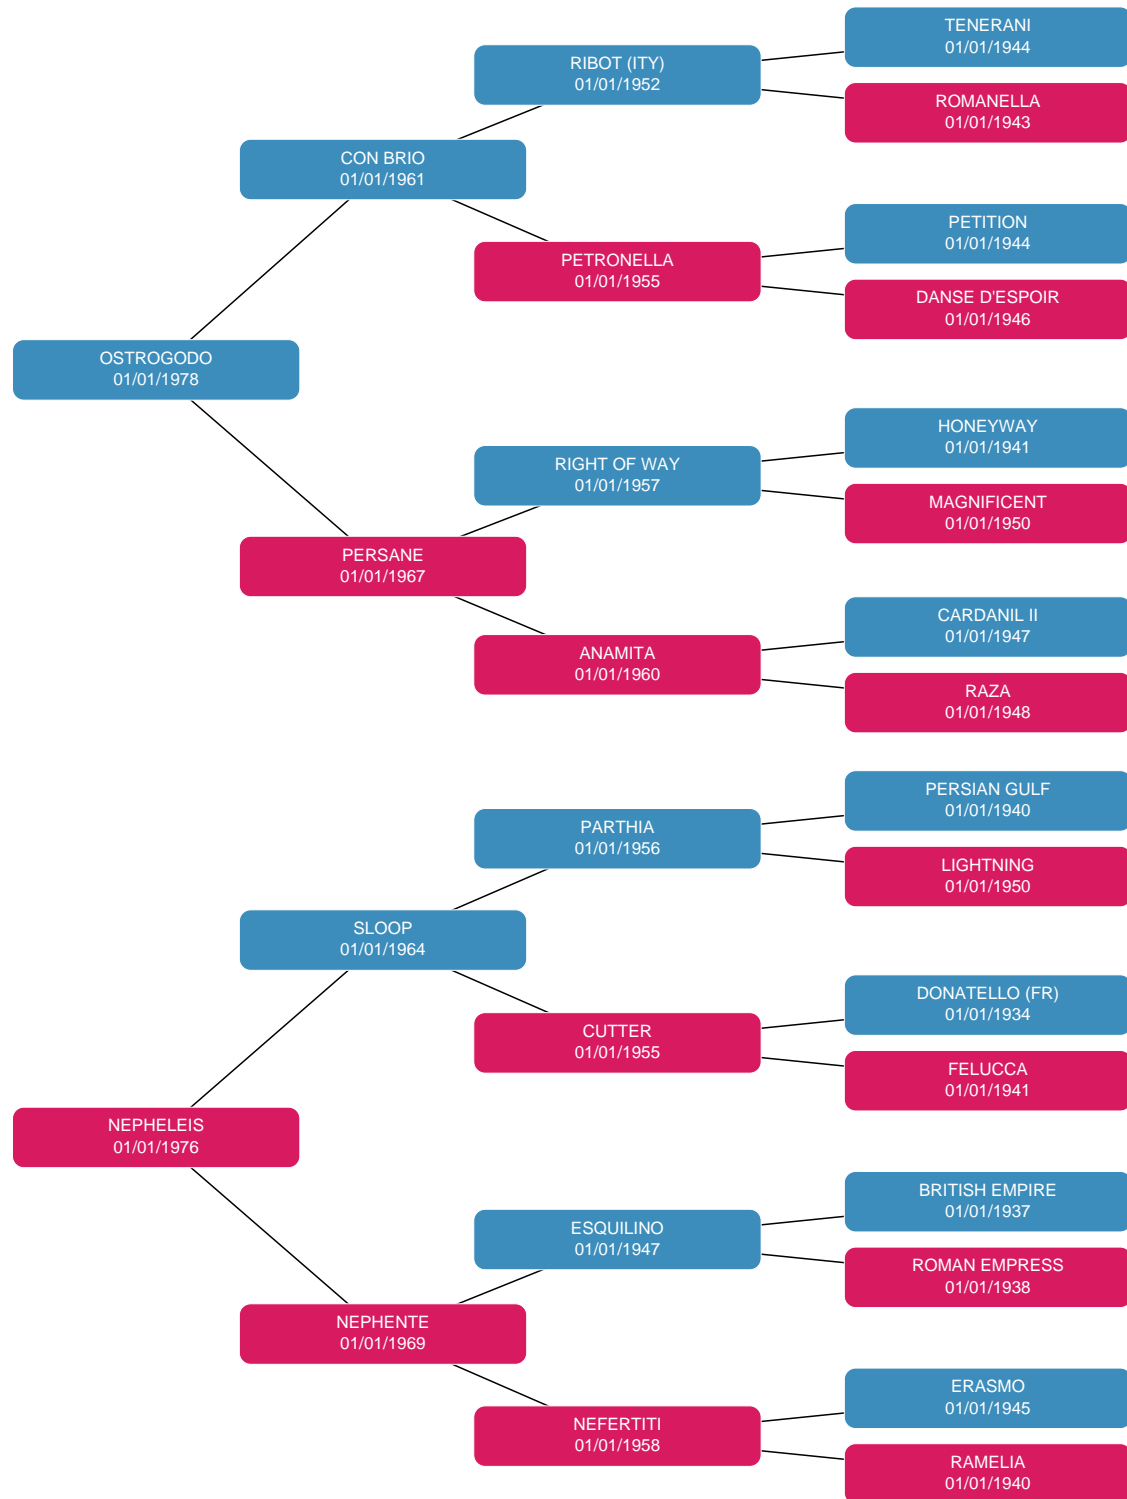 TENERANI
01/01/1944
RIBOT (ITY)
01/01/1952
ROMANELLA
01/01/1943
CON BRIO
01/01/1961
PETITION
01/01/1944
PETRONELLA
01/01/1955
DANSE D'ESPOIR
01/01/1946
OSTROGODO
01/01/1978
HONEYWAY
01/01/1941
RIGHT OF WAY
01/01/1957
MAGNIFICENT
01/01/1950
PERSANE
01/01/1967
CARDANIL II
01/01/1947
ANAMITA
01/01/1960
RAZA
01/01/1948
PERSIAN GULF
01/01/1940
PARTHIA
01/01/1956
LIGHTNING
01/01/1950
SLOOP
01/01/1964
DONATELLO (FR)
01/01/1934
CUTTER
01/01/1955
FELUCCA
01/01/1941
NEPHELEIS
01/01/1976
BRITISH EMPIRE
01/01/1937
ESQUILINO
01/01/1947
ROMAN EMPRESS
01/01/1938
NEPHENTE
01/01/1969
ERASMO
01/01/1945
NEFERTITI
01/01/1958
RAMELIA
01/01/1940